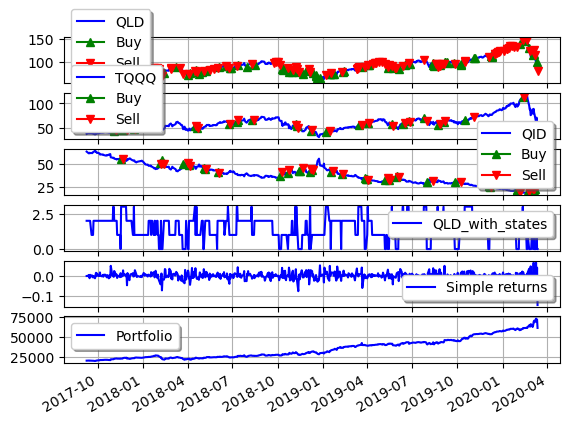 QLD
Buy
Sell
150
100
TQQQ
Buy
Sell
100
50
QID
Buy
Sell
50
25
QLD_with_states
2.5
0.0
Simple returns
0.0
−0.1
Portfolio
75000
50000
25000
2017-10 2018-01 2018-04 2018-07 2018-10 2019-01 2019-04 2019-07 2019-10 2020-01 2020-04